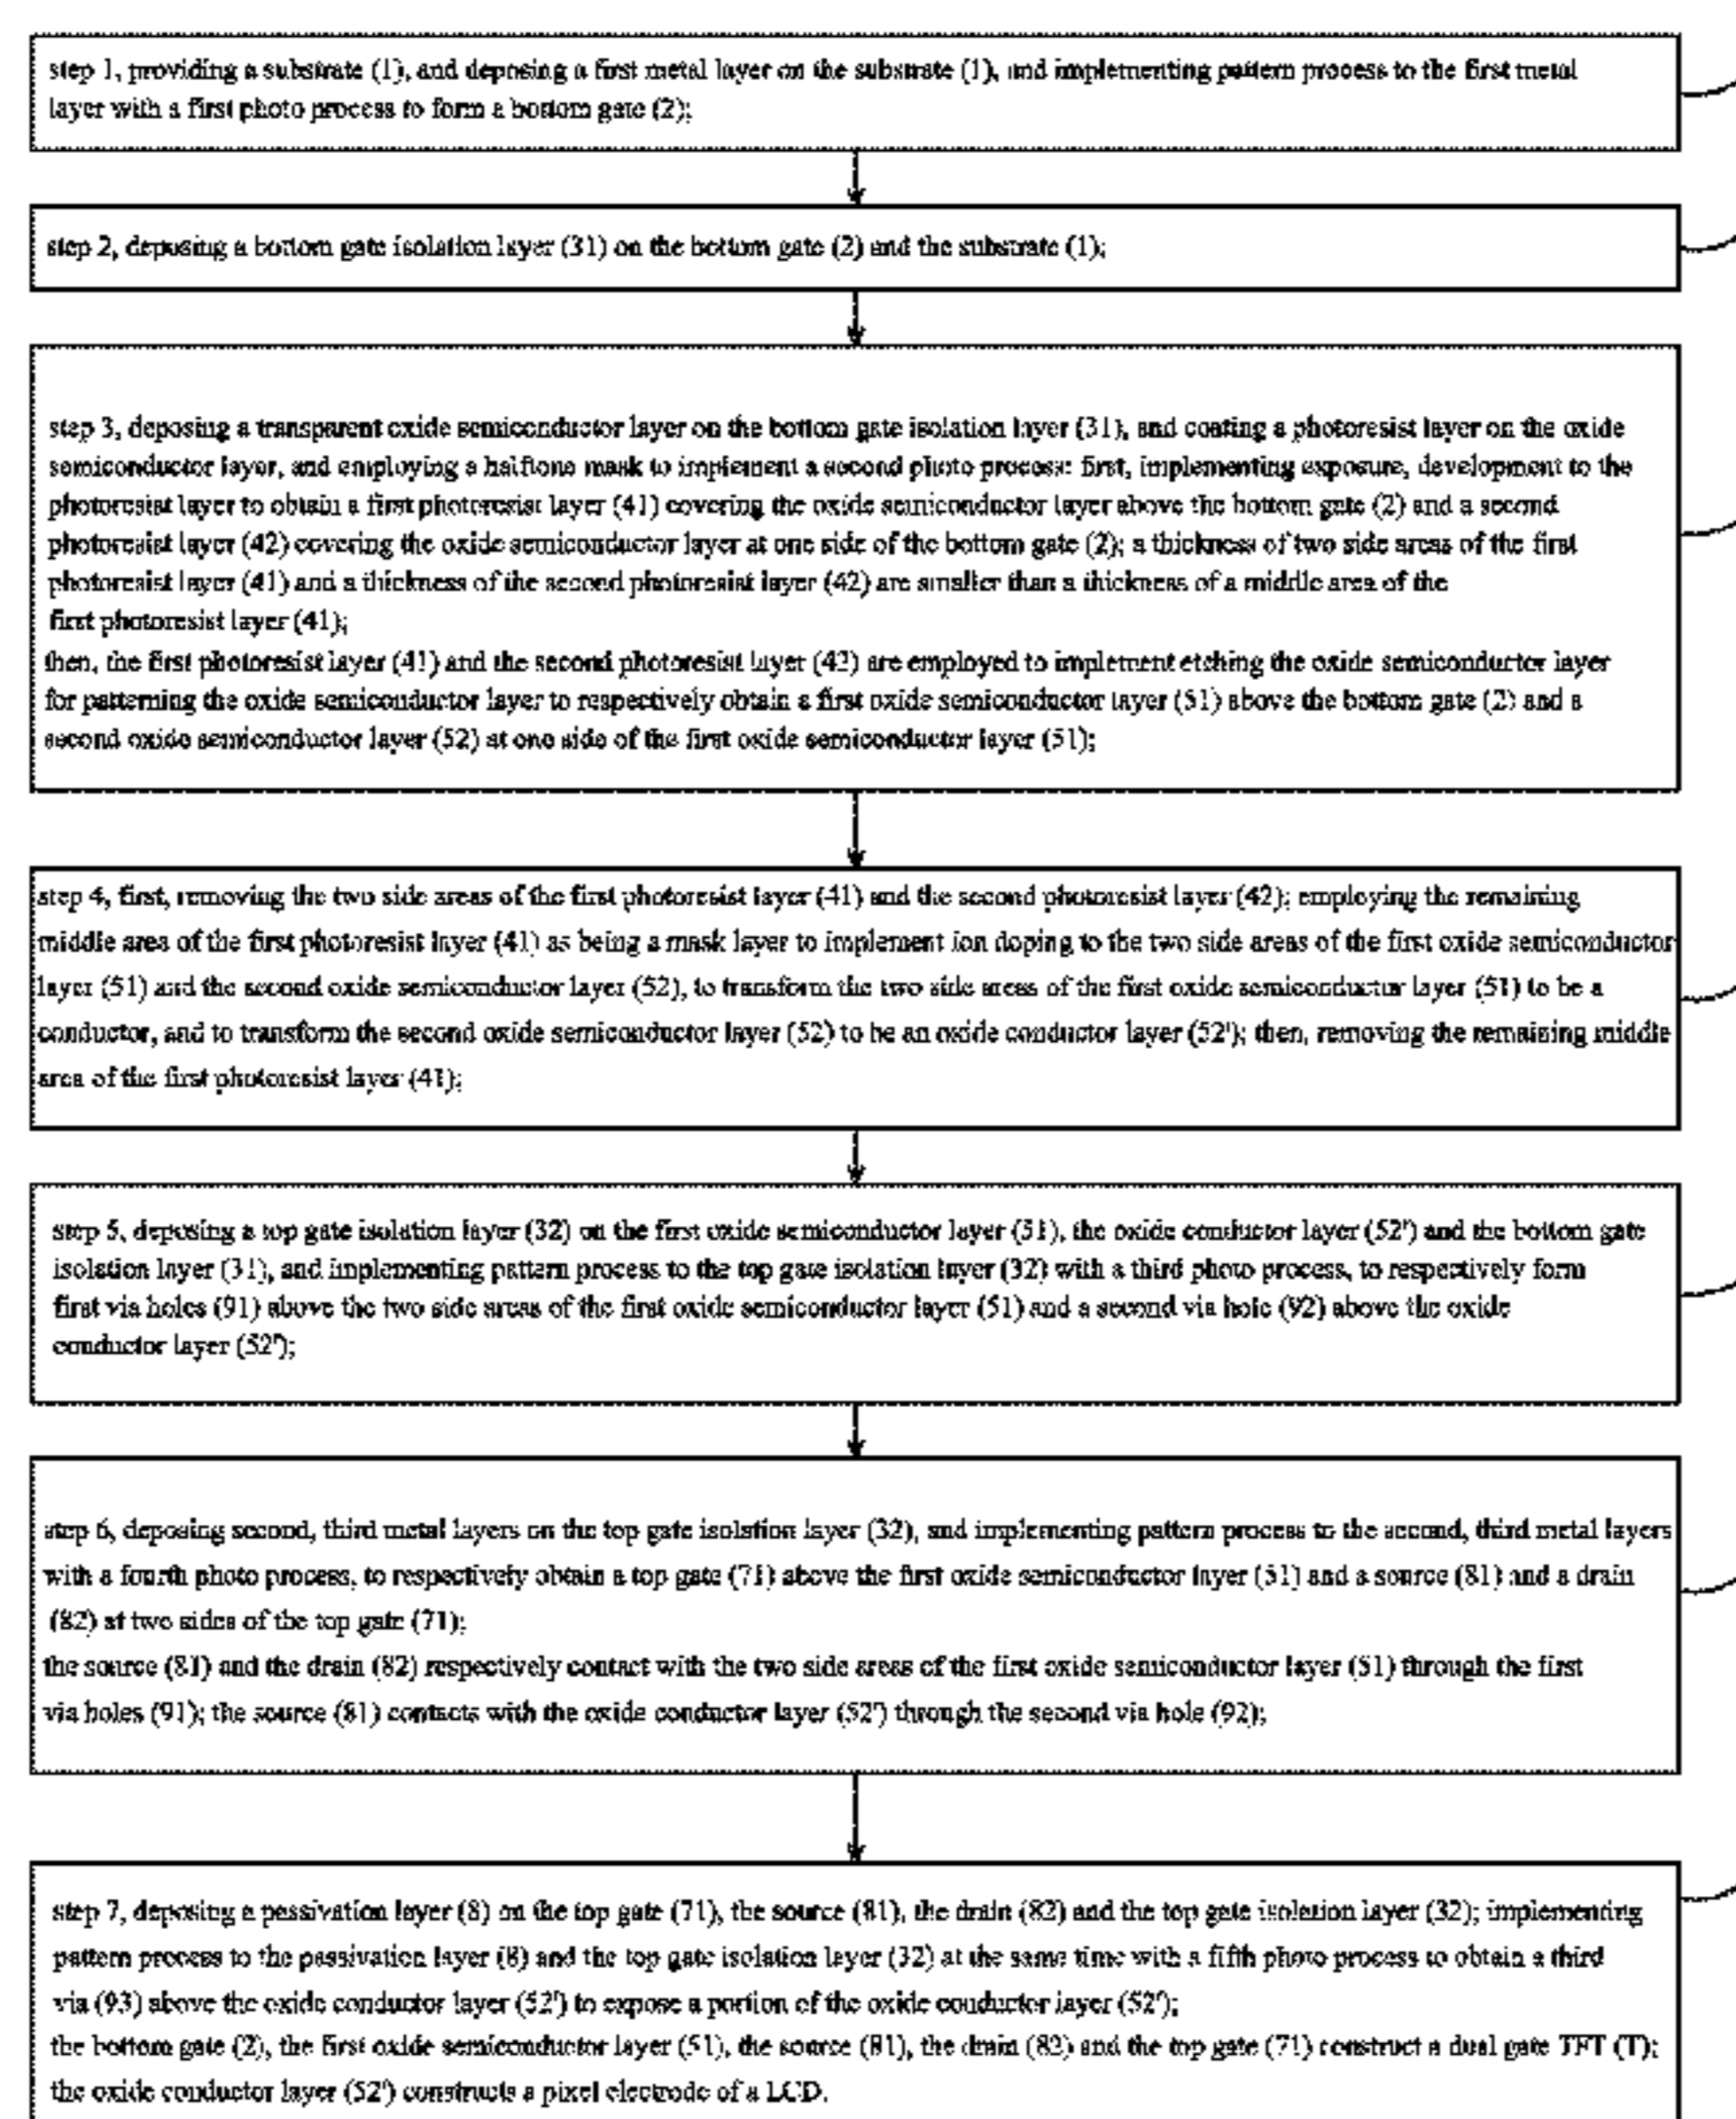 step 1, providing a substrate (1), and deposing a first metal layer on the substrate (1), and implementing pattern process to the first metal
layer with a first photo process to form a bottom gate (2);
step 2, deposing a bottom gate isolation layer (31) on the bottom gate (2) and the substrate (1);
step 3, deposing a transparent oxide semiconductor layer on the bottom gate isolation layer (31), and coating a photoresist layer on the oxide
semiconductor layer, and employing a halftone mask to implement a second photo process: first, implementing exposure, development to the
photoresist layer to obtain a first photoresist layer (41) covering the oxide semiconductor layer above the bottom gate (2) and a second
photoresist layer (42) covering the oxide semiconductor layer at one side of the bottom gate (2); a thickness of two side areas of the first
photoresist layer (41) and a thickness of the second photoresist layer (42) are smaller than a thickness of a middle area of the
first photoresist layer (41);
then, the first photoresist layer (41) and the second photoresist layer (42) are employed to implement etching the oxide semiconductor layer
for patterning the oxide semiconductor layer to respectively obtain a first oxide semiconductor layer (51) above the bottom gate (2) and a
second oxide semiconductor layer (52) at one side of the first oxide semiconductor layer (51);
step 4, first, removing the two side areas of the first photoresist layer (41) and the second photoresist layer (42); employing the remaining
middle area of the first photoresist layer (41) as being a mask layer to implement ion doping to the two side areas of the first oxide semiconductor
layer (51) and the second oxide semiconductor layer (52), to transform the two side areas of the first oxide semiconductor layer (51) to be a
conductor, and to transform the second oxide semiconductor layer (52) to be an oxide conductor layer (52'); then, removing the remaining middle
area of the first photoresist layer (41);
step 5, deposing a top gate isolation layer (32) on the first oxide semiconductor layer (51), the oxide conductor layer (52') and the bottom gate
isolation layer (31), and implementing pattern process to the top gate isolation layer (32) with a third photo process, to respectively form
first via holes (91) above the two side areas of the first oxide semiconductor layer (51) and a second via hole (92) above the oxide
conductor layer (52');
step 6, deposing second, third metal layers on the top gate isolation layer (32), and implementing pattern process to the second, third metal layers
with a fourth photo process, to respectively obtain a top gate (71) above the first oxide semiconductor layer (51) and a source (81) and a drain
(82) at two sides of the top gate (71);
the source (81) and the drain (82) respectively contact with the two side areas of the first oxide semiconductor layer (51) through the first
via holes (91); the source (81) contacts with the oxide conductor layer (52') through the second via hole (92);
step 7, deposing a passivation layer (8) on the top gate (71), the source (81), the drain (82) and the top gate isolation layer (32); implementing
pattern process to the passivation layer (8) and the top gate isolation layer (32) at the same time with a fifth photo process to obtain a third
via (93) above the oxide conductor layer (52') to expose a portion of the oxide conductor layer (52');
the bottom gate (2), the first oxide semiconductor layer (51), the source (81), the drain (82) and the top gate (71) construct a dual gate TFT (T);
the oxide conductor layer (52') constructs a pixel electrode of a LCD.